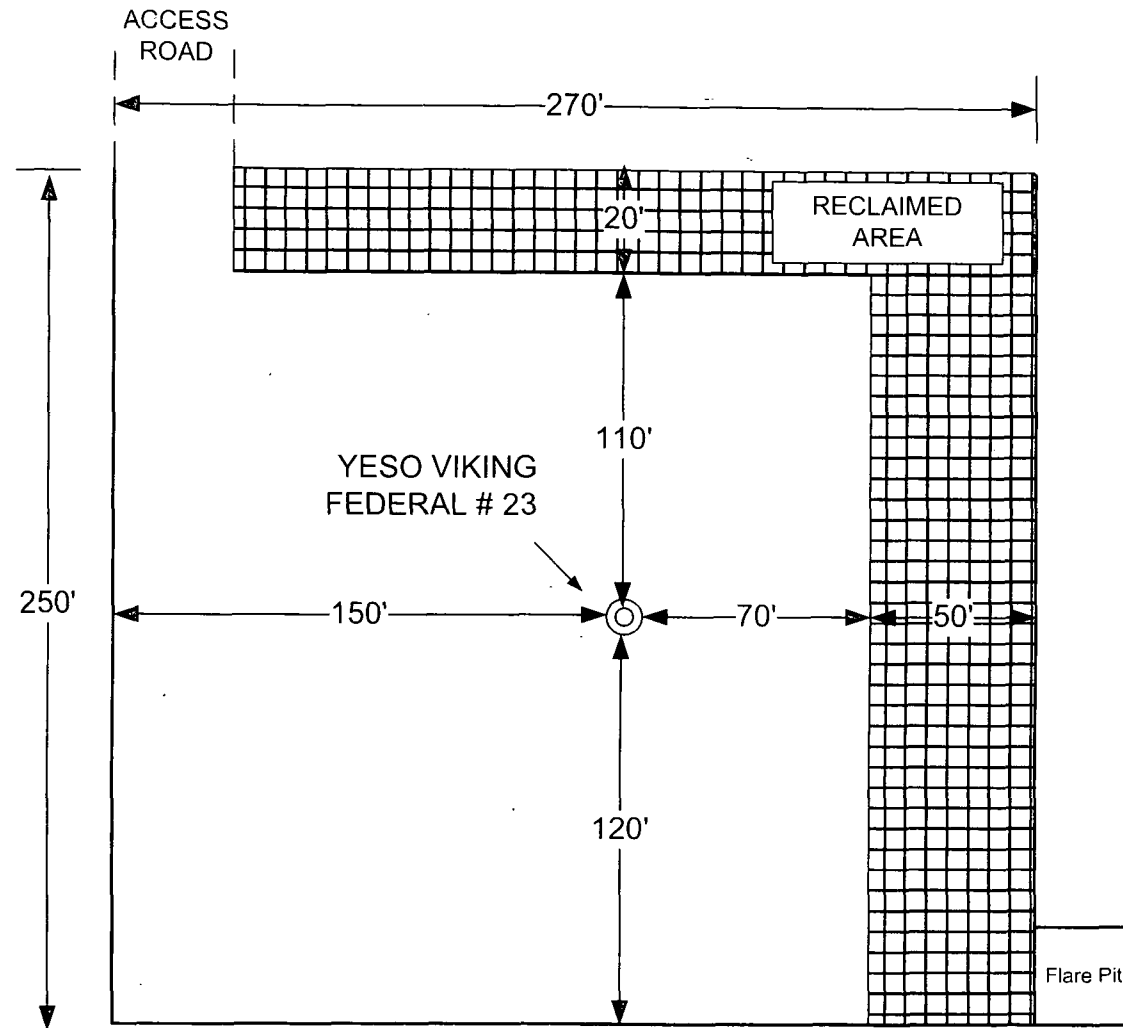 ACCESS
ROAD
270'
20'
RECLAIMED
AREA
110'
YESO VIKING
FEDERAL # 23
250'
150'
70'
50'
120'
Flare Pit